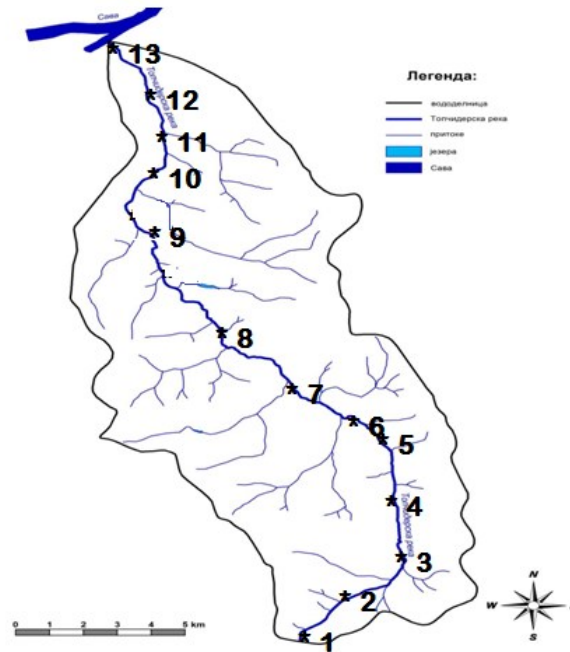 Сава
13
Топчидерска река
12
11
10
9
8
7
6
5
4
Топчидерска река
3
2
1
Легенда:
вододелница
Топчидерска река
притоке
језера
Сава
N
W
S
0 1 2 3 4 5 km